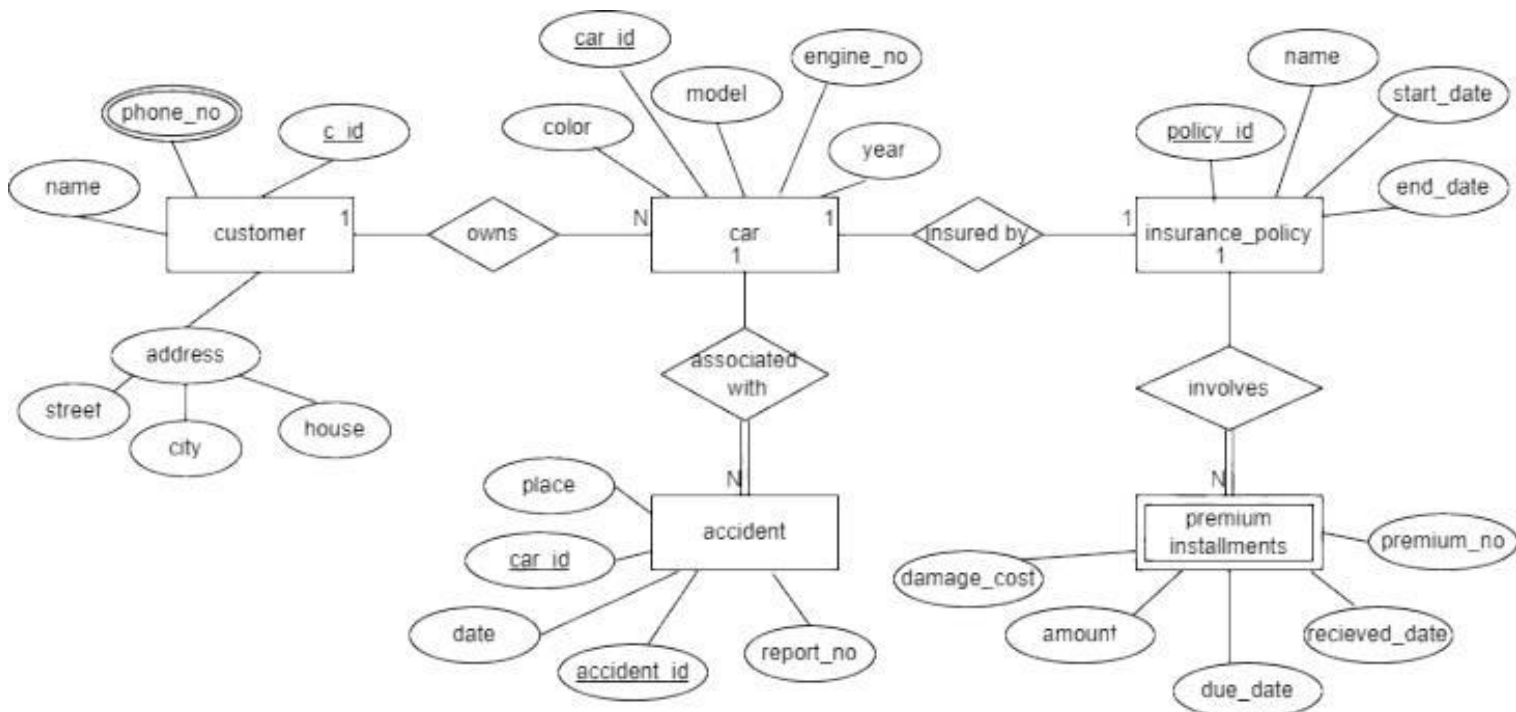 car_id
engine_no
name
model
phone_no
start_date
color
c_id
policy_id
year
name
end_date
customer
1
owns
N
car
1
1
insured by
1
insurance_policy
1
address
associated
with
involves
street
house
city
N
N
place
accident
premium
installments
premium_no
car_id
damage_cost
date
amount
recieved_date
report_no
accident_id
due_date